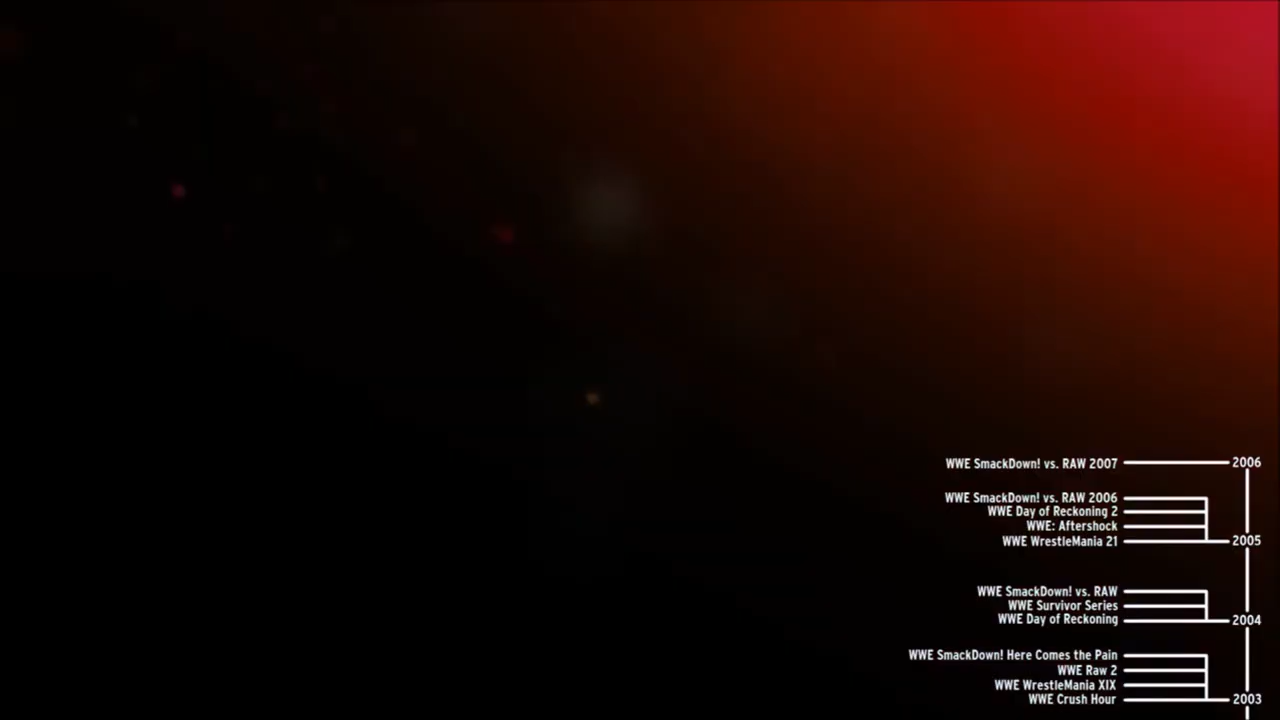 WWE SmackDown! vs. RAW 2007 2006
WWE SmackDown! vs. RAW 2006
WWE Day of Reckoning 2
WWE: Aftershock
WWE WrestleMania 21 2005
WWE SmackDown! vs. RAW
WWE Survivor Series
WWE Day of Reckoning 2004
WWE SmackDown! Here Comes the Pain
WWE Raw 2
WWE WrestleMania XIX
WWE Crush Hour 2003